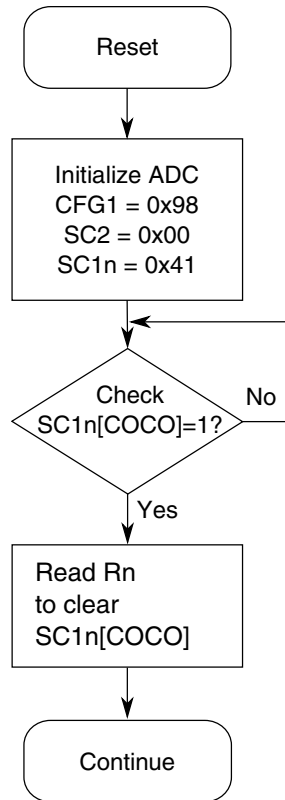 Reset
Initialize ADC
CFG1 = 0x98
SC2 = 0x00
SC1n = 0x41
Check
SC1n[COCO]=1?
No
Yes
Read Rn
to clear
SC1n[COCO]
Continue